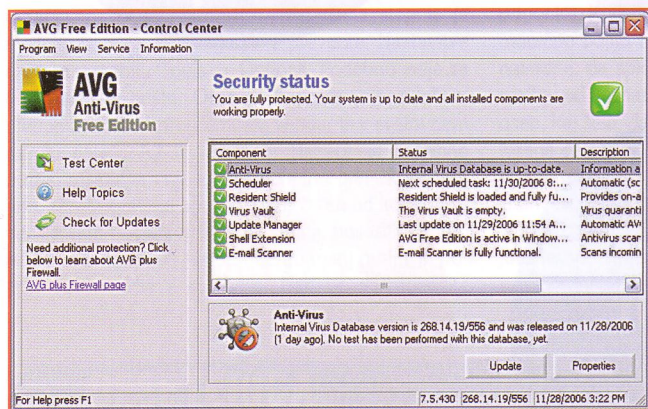 AVG Free Edition - Control Center
Program View Service Information
AVG
Anti-Virus
Free Edition
Test Center
Help Topics
Check for Updates
Need additional protection? Click
below to learn about AVG plus
Firewall.
AVG plus Firewall page
Security status
You are fully protected. Your system is up to date and all installed components are
working properly.
Component Status Description
Anti-Virus Internal Virus Database is up-to-date. Information a
Scheduler Next scheduled task: 11/30/2006 8:... Automatic (sc
Resident Shield Resident Shield is loaded and fully fu... Provides on-a
Virus Vault The Virus Vault is empty. Virus quaranti
Update Manager Last update on 11/29/2006 11:54 A... Automatic AV
Shell Extension AVG Free Edition is active in Window... Antivirus scar
E-mail Scanner E-mail Scanner is fully functional. Scans incomin
Anti-Virus
Internal Virus Database version is 268.14.19/556 and was released on 11/28/2006
(1 day ago). No test has been performed with this database, yet.
Update Properties
For Help press F1 7.5.430 268.14.19/556 11/28/2006 3:22 PM